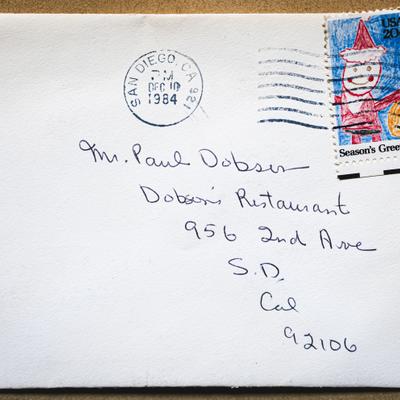 SAN DIEGO, CA 921
PM
DEC 10
1984
USA
20
Season's Gree
Mr. Paul Dobson
Dobson's Restaurant
956 2nd Ave
S.D.
Cal
92106